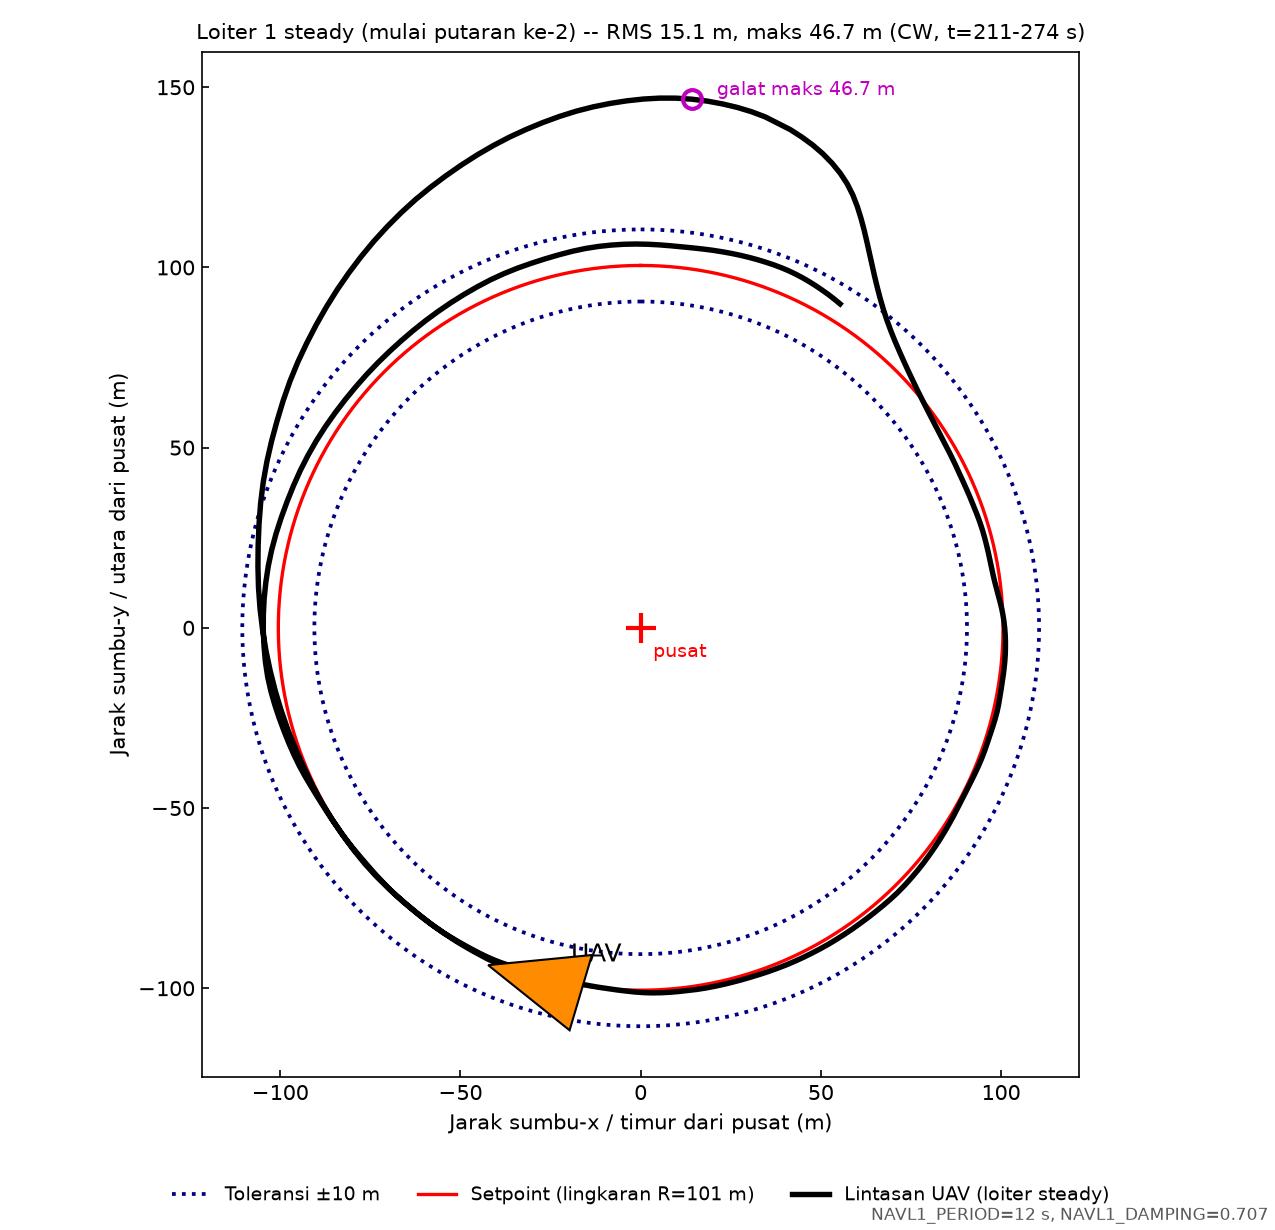 Loiter 1 steady (mulai putaran ke-2) -- RMS 15.1 m, maks 46.7 m (CW, t=211-274 s)
galat maks 46.7 m
150
100
50
0
−50
−100
Jarak sumbu-y / utara dari pusat (m)
pusat
UAV
−100
−50
0
50
100
Jarak sumbu-x / timur dari pusat (m)
Toleransi ±10 m
Setpoint (lingkaran R=101 m)
Lintasan UAV (loiter steady)
NAVL1_PERIOD=12 s, NAVL1_DAMPING=0.707